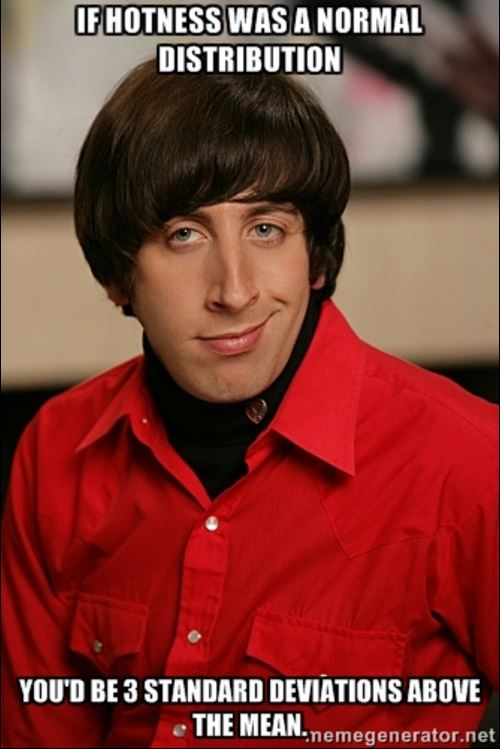 IF HOTNESS WAS A NORMAL
DISTRIBUTION
YOU'D BE 3 STANDARD DEVIATIONS ABOVE
THE MEAN.
memegenerator.net